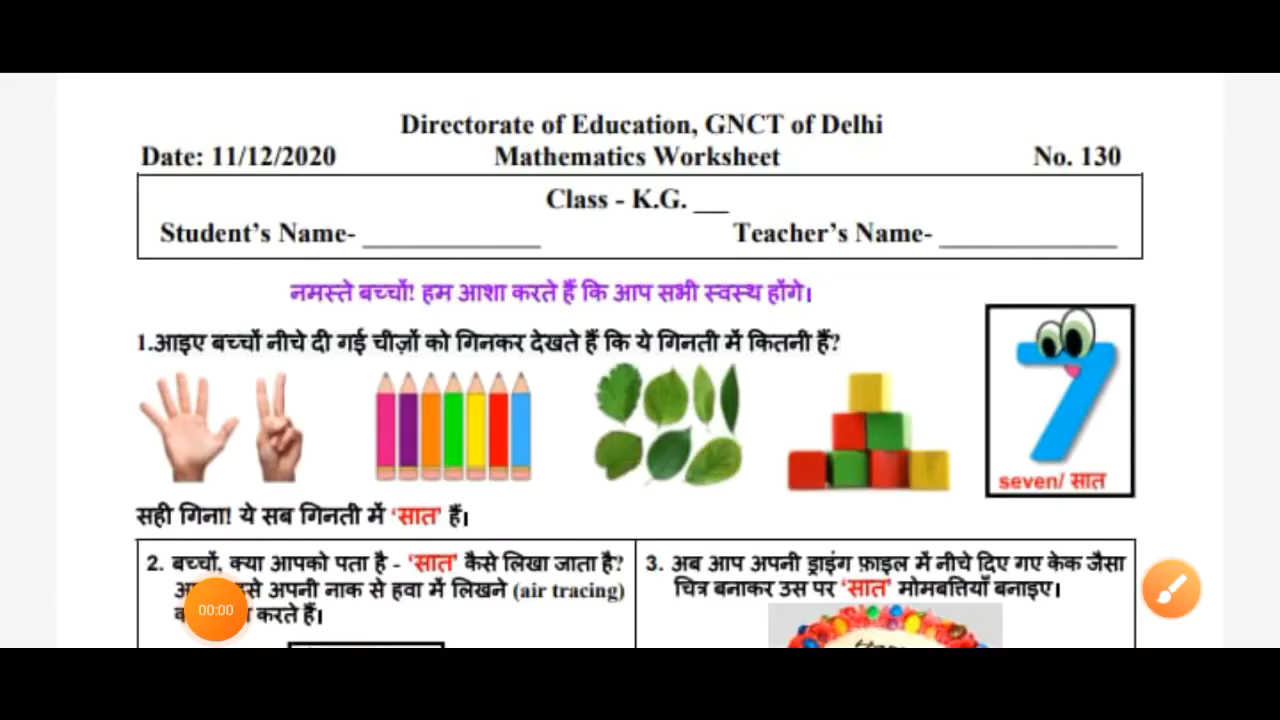 Directorate of Education, GNCT of Delhi
Date: 11/12/2020 Mathematics Worksheet No. 130
Class - K.G. ___
Student's Name- _____________ Teacher's Name- _____________
नमस्ते बच्चों! हम आशा करते हैं कि आप सभी स्वस्थ होंगे।
1.आइए बच्चों नीचे दी गई चीज़ों को गिनकर देखते हैं कि ये गिनती में कितनी हैं?
seven/ सात
सही गिना! ये सब गिनती में 'सात' हैं।
2. बच्चों, क्या आपको पता है - 'सात' कैसे लिखा जाता है?
अपनी नाक से हवा में लिखने (air tracing)
करते हैं।
3. अब आप अपनी ड्राइंग फ़ाइल में नीचे दिए गए केक जैसा
चित्र बनाकर उस पर 'सात' मोमबत्तियाँ बनाइए।
00:00